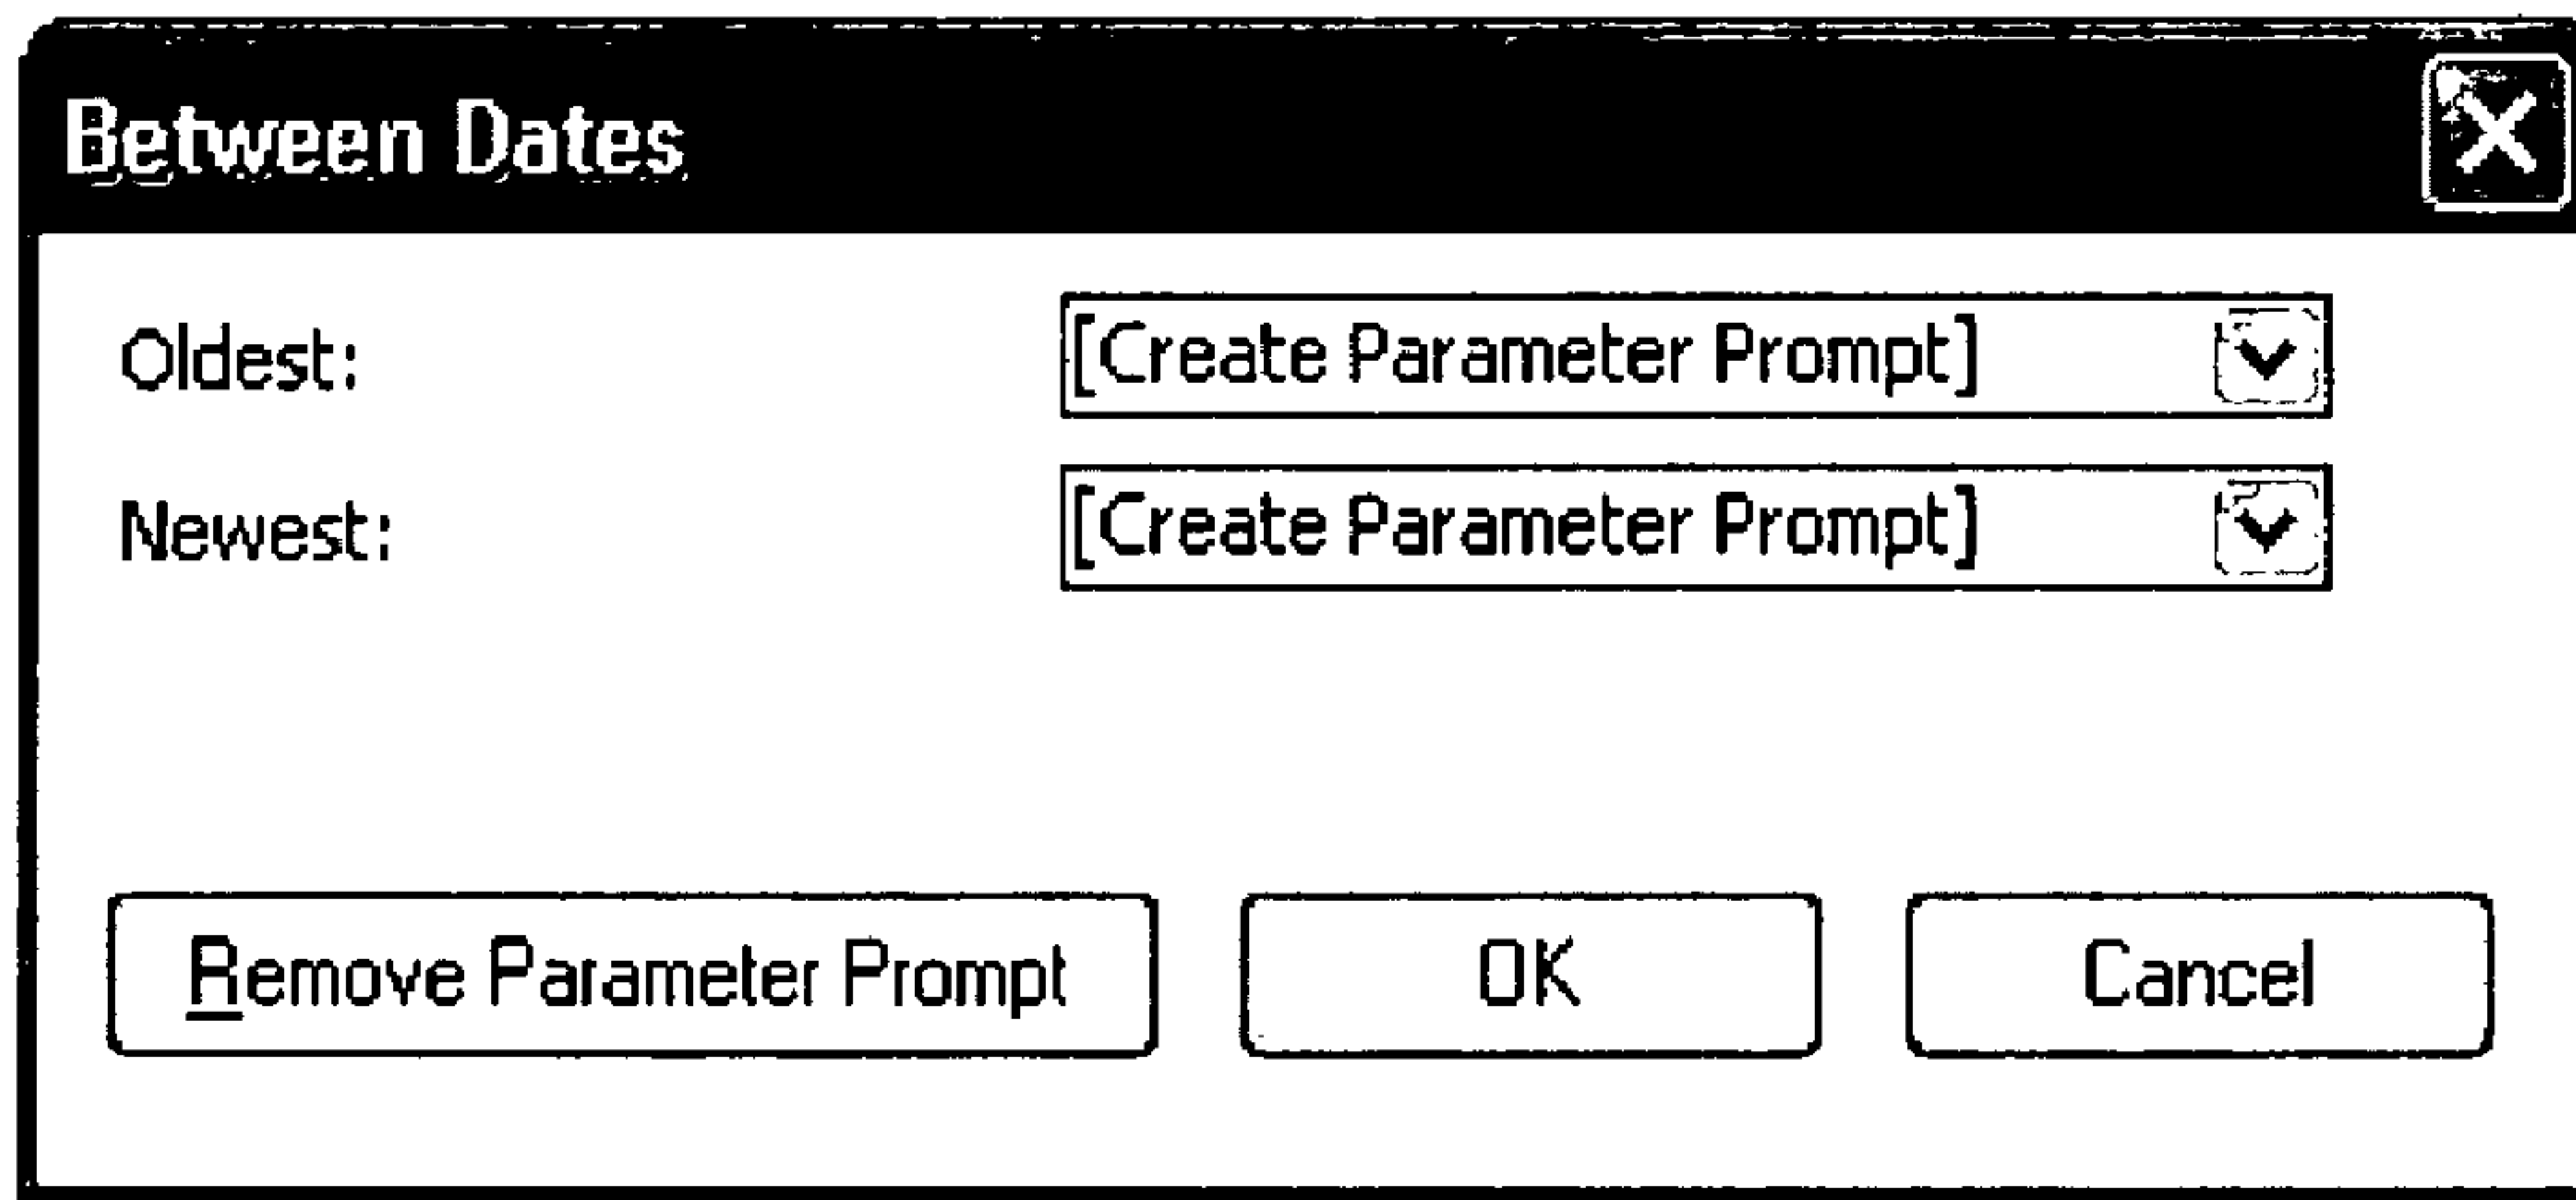 Between Dates
Oldest: [Create Parameter Prompt]
Newest: [Create Parameter Prompt]
Remove Parameter Prompt OK Cancel